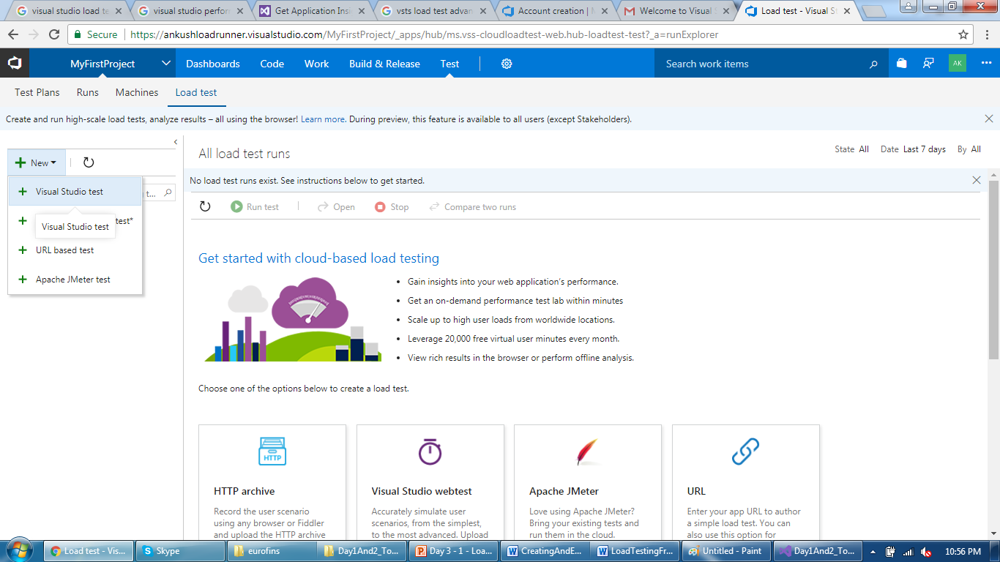 visual studio load te
visual studio perform
Get Application Insi
vsts load test advan
Account creation | M
Welcome to Visual S
Load test - Visual St
Secure
https://ankushloadrunner.visualstudio.com/MyFirstProject/_apps/hub/ms.vss-cloudloadtest-web.hub-loadtest-test?_a=runExplorer
MyFirstProject
Dashboards
Code
Work
Build & Release
Test
Search work items
AK
Test Plans
Runs
Machines
Load test
Create and run high-scale load tests, analyze results – all using the browser! Learn more. During preview, this feature is available to all users (except Stakeholders).
New
Visual Studio test
t...
test*
Visual Studio test
URL based test
Apache JMeter test
All load test runs
State All
Date Last 7 days
By All
No load test runs exist. See instructions below to get started.
Run test
Open
Stop
Compare two runs
Get started with cloud-based load testing
Gain insights into your web application's performance.
Get an on-demand performance test lab within minutes
Scale up to high user loads from worldwide locations.
Leverage 20,000 free virtual user minutes every month.
View rich results in the browser or perform offline analysis.
Choose one of the options below to create a load test.
HTTP
HTTP archive
Record the user scenario
using any browser or Fiddler
and upload the HTTP archive
Visual Studio webtest
Accurately simulate user
scenarios, from the simplest,
to the most advanced. Upload
Apache JMeter
Love using Apache JMeter?
Bring your existing tests and
run them in the cloud.
URL
Enter your app URL to author
a simple load test. You can
also use this option for
Load test - Vis...
Skype
eurofins
Day1And2_To...
Day 3 - 1 - Loa...
CreatingAndE...
LoadTestingFr...
Untitled - Paint
Day1And2_To...
10:56 PM